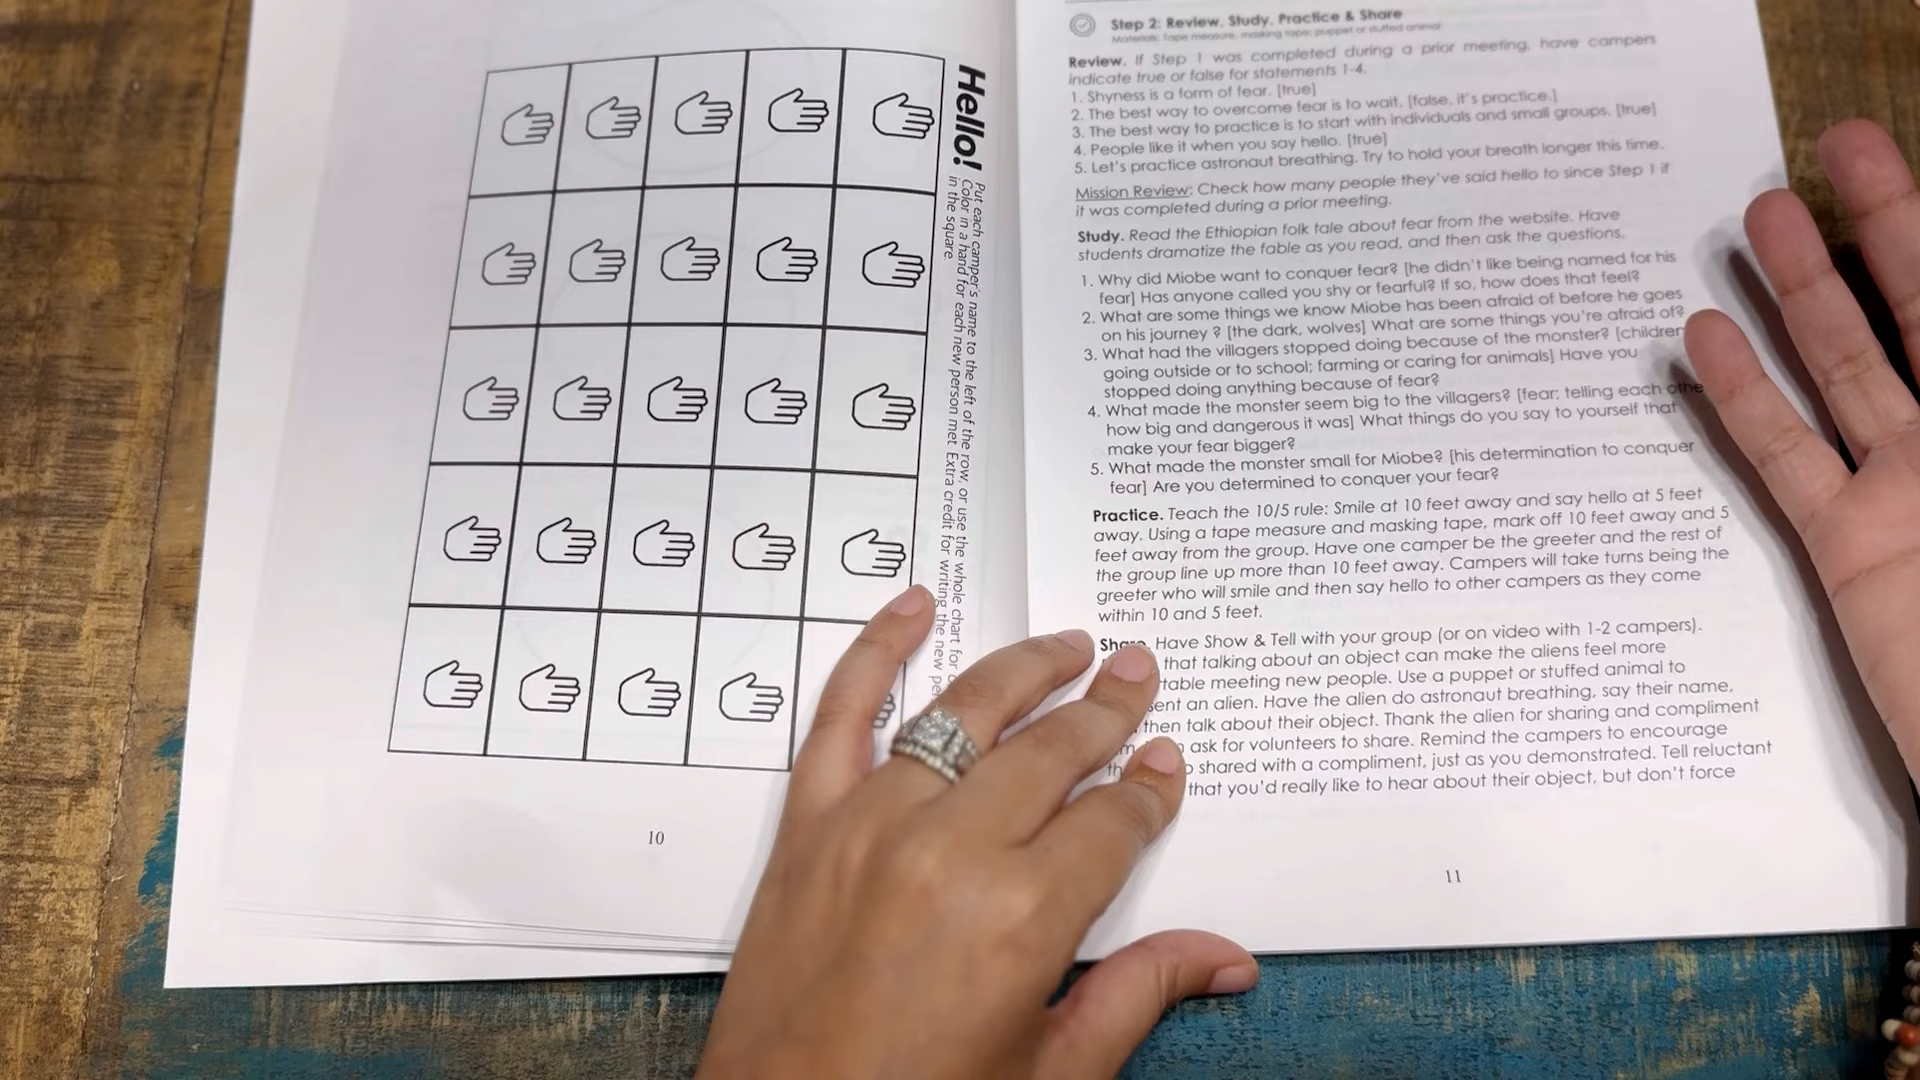 Hello!
Put each camper's name to the left of the row, or use the whole chart for
Color in a hand for each new person met Extra credit for writing the new
in the square.
10
Step 2: Review, Study, Practice & Share
Materials: Tape measure, masking tape; puppet or stuffed animal
Review. If Step 1 was completed during a prior meeting, have campers
indicate true or false for statements 1-4.
1. Shyness is a form of fear. [true]
2. The best way to overcome fear is to wait. [false, it's practice.]
3. The best way to practice is to start with individuals and small groups. [true]
4. People like it when you say hello. [true]
5. Let's practice astronaut breathing. Try to hold your breath longer this time.
Mission Review: Check how many people they've said hello to since Step 1 if
it was completed during a prior meeting.
Study. Read the Ethiopian folk tale about fear from the website. Have
students dramatize the fable as you read, and then ask the questions.
1. Why did Miobe want to conquer fear? [he didn't like being named for his
fear] Has anyone called you shy or fearful? If so, how does that feel?
2. What are some things we know Miobe has been afraid of before he goes
on his journey ? [the dark, wolves] What are some things you're afraid of?
3. What had the villagers stopped doing because of the monster? [children
going outside or to school; farming or caring for animals] Have you
stopped doing anything because of fear?
4. What made the monster seem big to the villagers? [fear; telling each othe
how big and dangerous it was] What things do you say to yourself that
make your fear bigger?
5. What made the monster small for Miobe? [his determination to conquer
fear] Are you determined to conquer your fear?
Practice. Teach the 10/5 rule: Smile at 10 feet away and say hello at 5 feet
away. Using a tape measure and masking tape, mark off 10 feet away and 5
feet away from the group. Have one camper be the greeter and the rest of
the group line up more than 10 feet away. Campers will take turns being the
greeter who will smile and then say hello to other campers as they come
within 10 and 5 feet.
Share. Have Show & Tell with your group (or on video with 1-2 campers).
that talking about an object can make the aliens feel more
table meeting new people. Use a puppet or stuffed animal to
sent an alien. Have the alien do astronaut breathing, say their name,
then talk about their object. Thank the alien for sharing and compliment
ask for volunteers to share. Remind the campers to encourage
shared with a compliment, just as you demonstrated. Tell reluctant
that you'd really like to hear about their object, but don't force
11